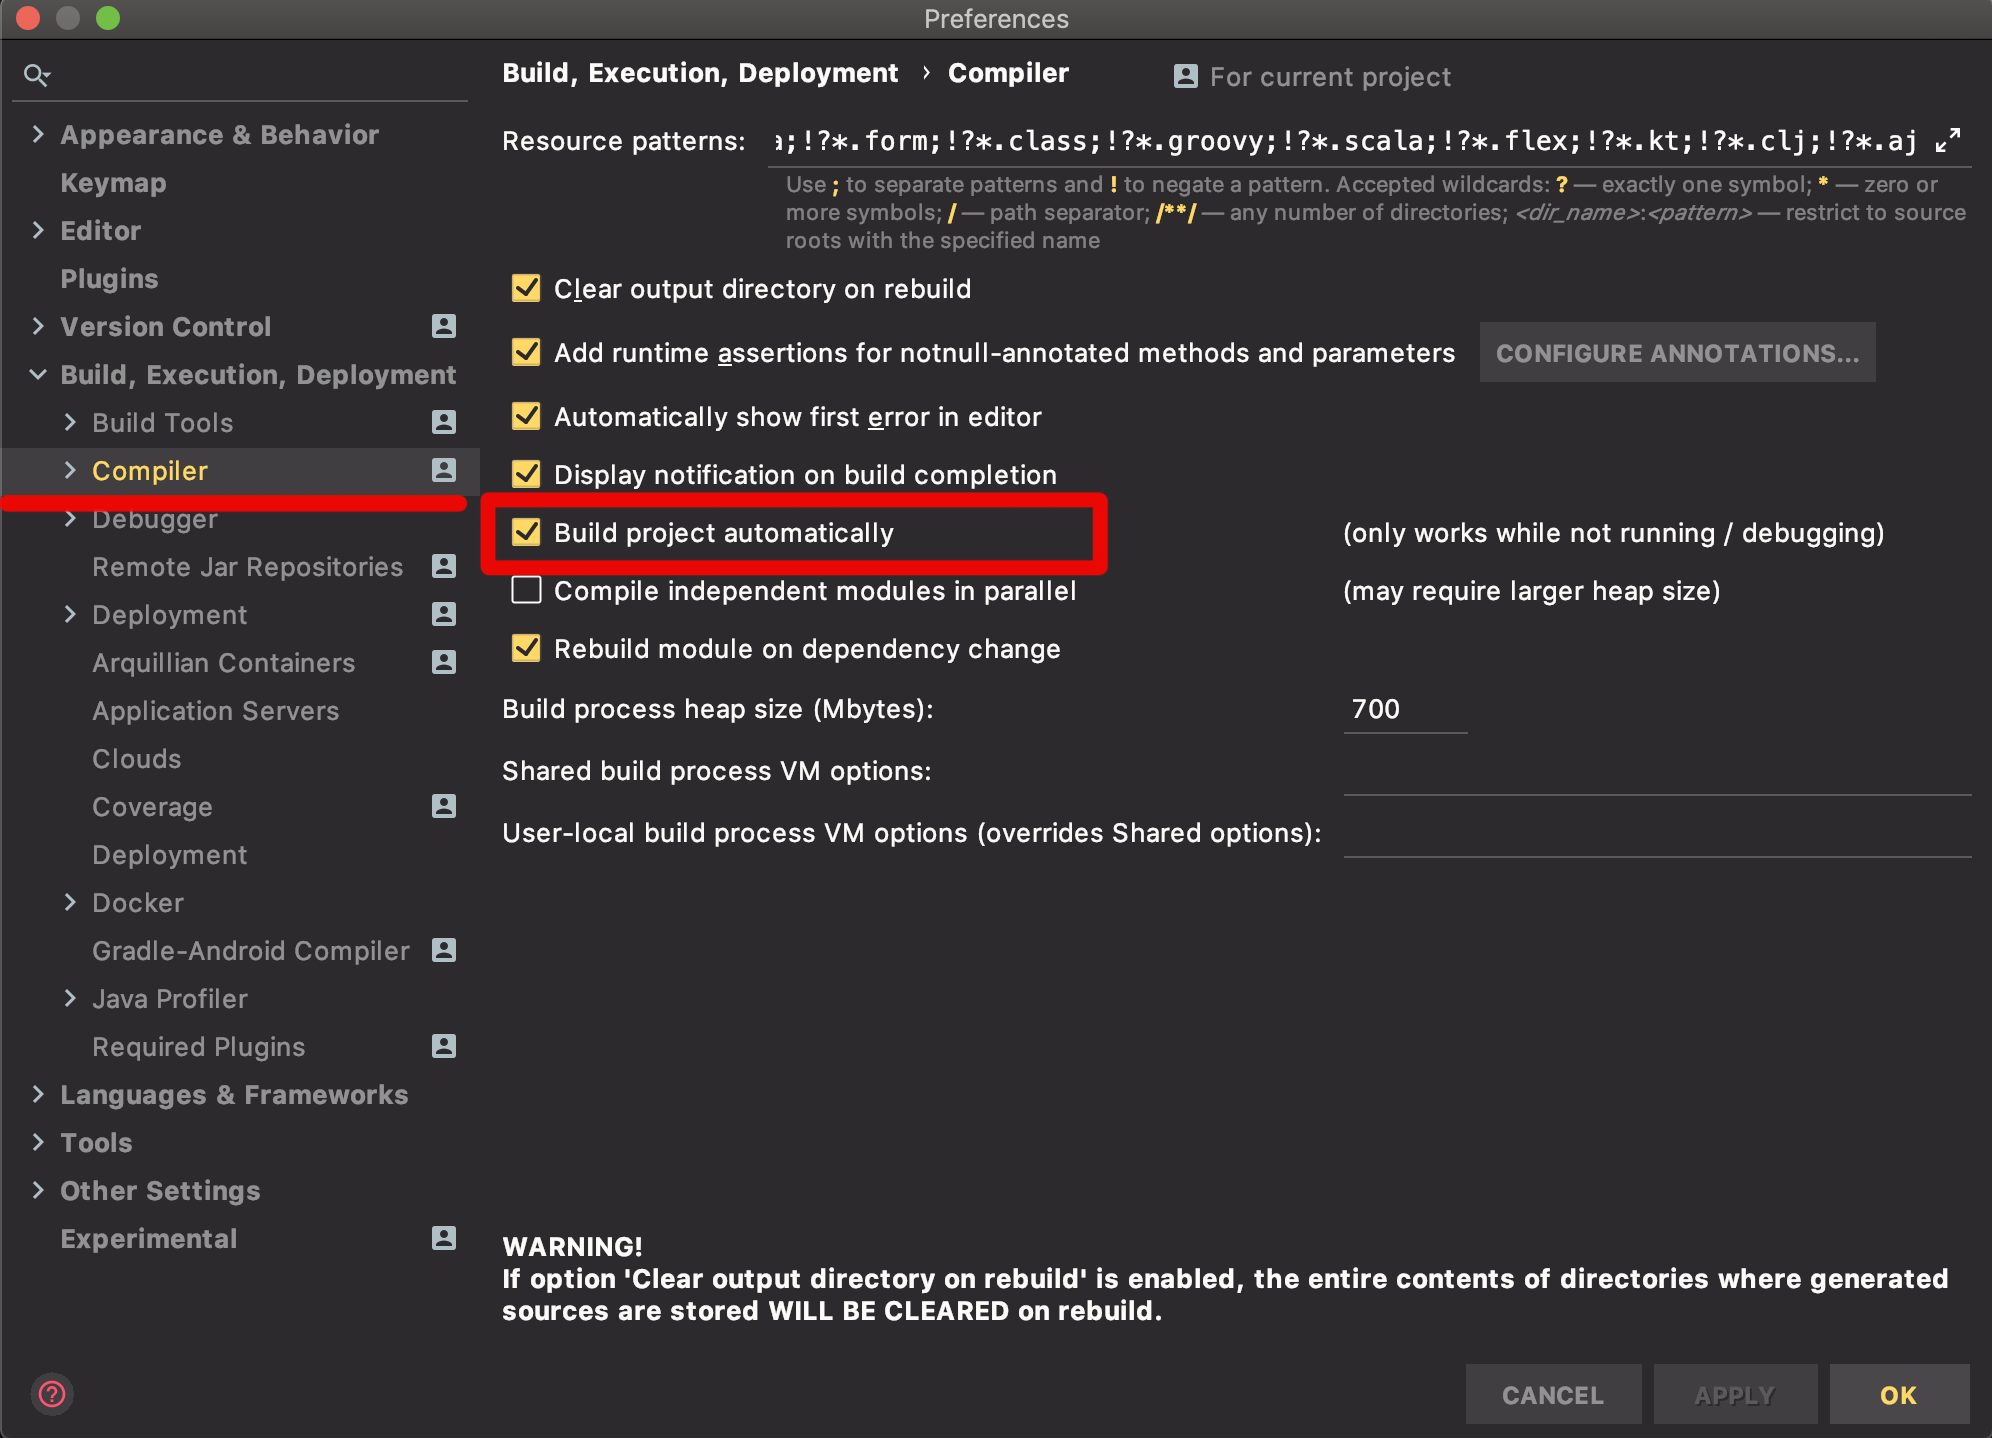 Preferences
Appearance & Behavior
Keymap
Editor
Plugins
Version Control
Build, Execution, Deployment
Build Tools
Compiler
Debugger
Remote Jar Repositories
Deployment
Arquillian Containers
Application Servers
Clouds
Coverage
Deployment
Docker
Gradle-Android Compiler
Java Profiler
Required Plugins
Languages & Frameworks
Tools
Other Settings
Experimental
Build, Execution, Deployment › Compiler
For current project
Resource patterns: a;!?*.form;!?*.class;!?*.groovy;!?*.scala;!?*.flex;!?*.kt;!?*.clj;!?*.aj
Use ; to separate patterns and ! to negate a pattern. Accepted wildcards: ? — exactly one symbol; * — zero or
more symbols; / — path separator; /**/ — any number of directories; <dir_name>:<pattern> — restrict to source
roots with the specified name
Clear output directory on rebuild
Add runtime assertions for notnull-annotated methods and parameters CONFIGURE ANNOTATIONS...
Automatically show first error in editor
Display notification on build completion
Build project automatically (only works while not running / debugging)
Compile independent modules in parallel (may require larger heap size)
Rebuild module on dependency change
Build process heap size (Mbytes): 700
Shared build process VM options:
User-local build process VM options (overrides Shared options):
WARNING!
If option 'Clear output directory on rebuild' is enabled, the entire contents of directories where generated
sources are stored WILL BE CLEARED on rebuild.
?
CANCEL APPLY OK